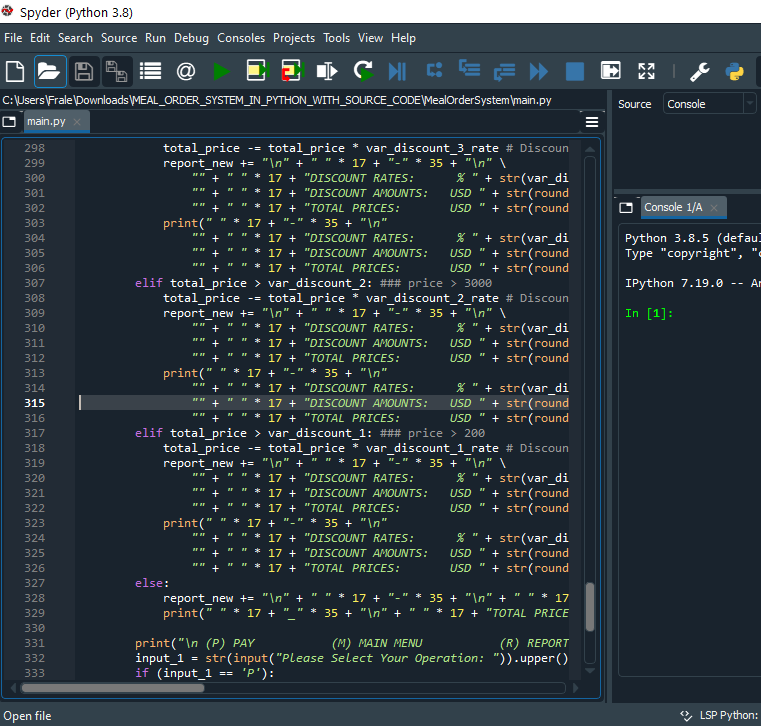 Spyder (Python 3.8)
File Edit Search Source Run Debug Consoles Projects Tools View Help
C:\Users\Frale\Downloads\MEAL_ORDER_SYSTEM_IN_PYTHON_WITH_SOURCE_CODE\MealOrderSystem\main.py
main.py
298 total_price -= total_price * var_discount_3_rate # Discoun
299 report_new += "\n" + " " * 17 + "-" * 35 + "\n" \
300 "" + " " * 17 + "DISCOUNT RATES: % " + str(var_di
301 "" + " " * 17 + "DISCOUNT AMOUNTS: USD " + str(round
302 "" + " " * 17 + "TOTAL PRICES: USD " + str(round
303 print(" " * 17 + "-" * 35 + "\n"
304 "" + " " * 17 + "DISCOUNT RATES: % " + str(var_di
305 "" + " " * 17 + "DISCOUNT AMOUNTS: USD " + str(round
306 "" + " " * 17 + "TOTAL PRICES: USD " + str(round
307 elif total_price > var_discount_2: ### price > 3000
308 total_price -= total_price * var_discount_2_rate # Discoun
309 report_new += "\n" + " " * 17 + "-" * 35 + "\n" \
310 "" + " " * 17 + "DISCOUNT RATES: % " + str(var_di
311 "" + " " * 17 + "DISCOUNT AMOUNTS: USD " + str(round
312 "" + " " * 17 + "TOTAL PRICES: USD " + str(round
313 print(" " * 17 + "-" * 35 + "\n"
314 "" + " " * 17 + "DISCOUNT RATES: % " + str(var_di
315 "" + " " * 17 + "DISCOUNT AMOUNTS: USD " + str(round
316 "" + " " * 17 + "TOTAL PRICES: USD " + str(round
317 elif total_price > var_discount_1: ### price > 200
318 total_price -= total_price * var_discount_1_rate # Discoun
319 report_new += "\n" + " " * 17 + "-" * 35 + "\n" \
320 "" + " " * 17 + "DISCOUNT RATES: % " + str(var_di
321 "" + " " * 17 + "DISCOUNT AMOUNTS: USD " + str(round
322 "" + " " * 17 + "TOTAL PRICES: USD " + str(round
323 print(" " * 17 + "-" * 35 + "\n"
324 "" + " " * 17 + "DISCOUNT RATES: % " + str(var_di
325 "" + " " * 17 + "DISCOUNT AMOUNTS: USD " + str(round
326 "" + " " * 17 + "TOTAL PRICES: USD " + str(round
327 else:
328 report_new += "\n" + " " * 17 + "-" * 35 + "\n" + " " * 17
329 print(" " * 17 + "_" * 35 + "\n" + " " * 17 + "TOTAL PRICE
330
331 print("\n (P) PAY (M) MAIN MENU (R) REPORT
332 input_1 = str(input("Please Select Your Operation: ")).upper()
333 if (input_1 == 'P'):
Source Console
Console 1/A
Python 3.8.5 (defau
Type "copyright", "c
IPython 7.19.0 -- An
In [1]:
Open file
LSP Python: